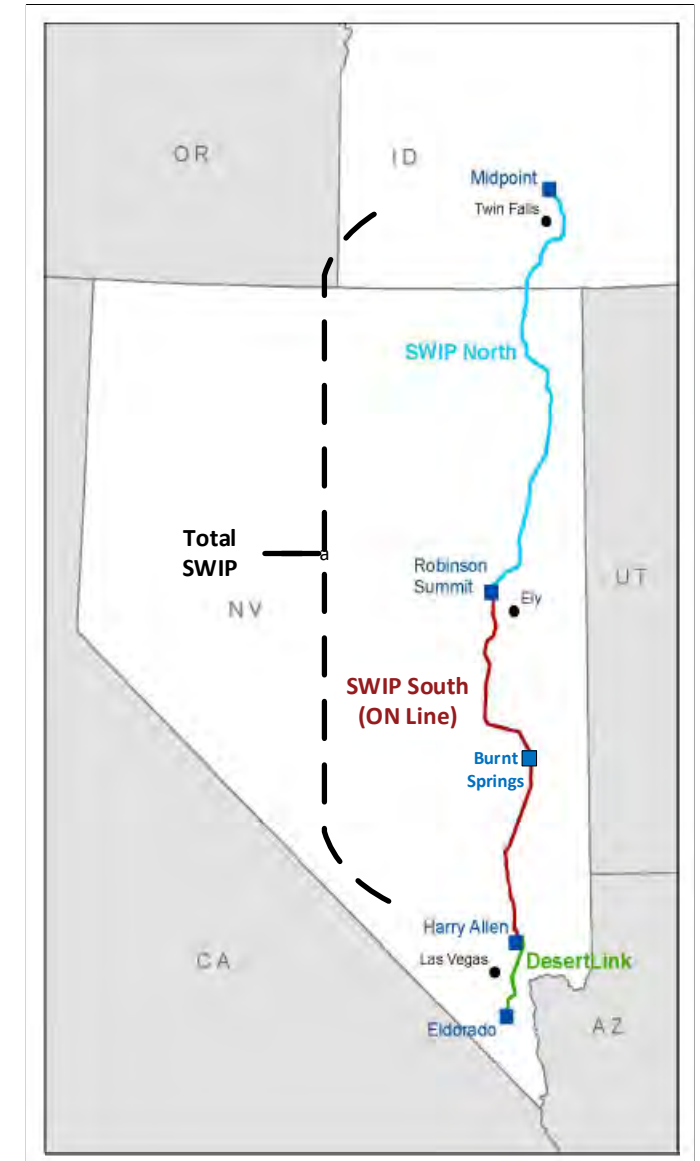 OR
ID
Midpoint
Twin Falls
SWIP North
Total
SWIP
a
NV
Robinson
Summit
Ely
UT
SWIP South
(ON Line)
Burnt
Springs
Harry Allen
Las Vegas
DesertLink
CA
Eldorado
AZ